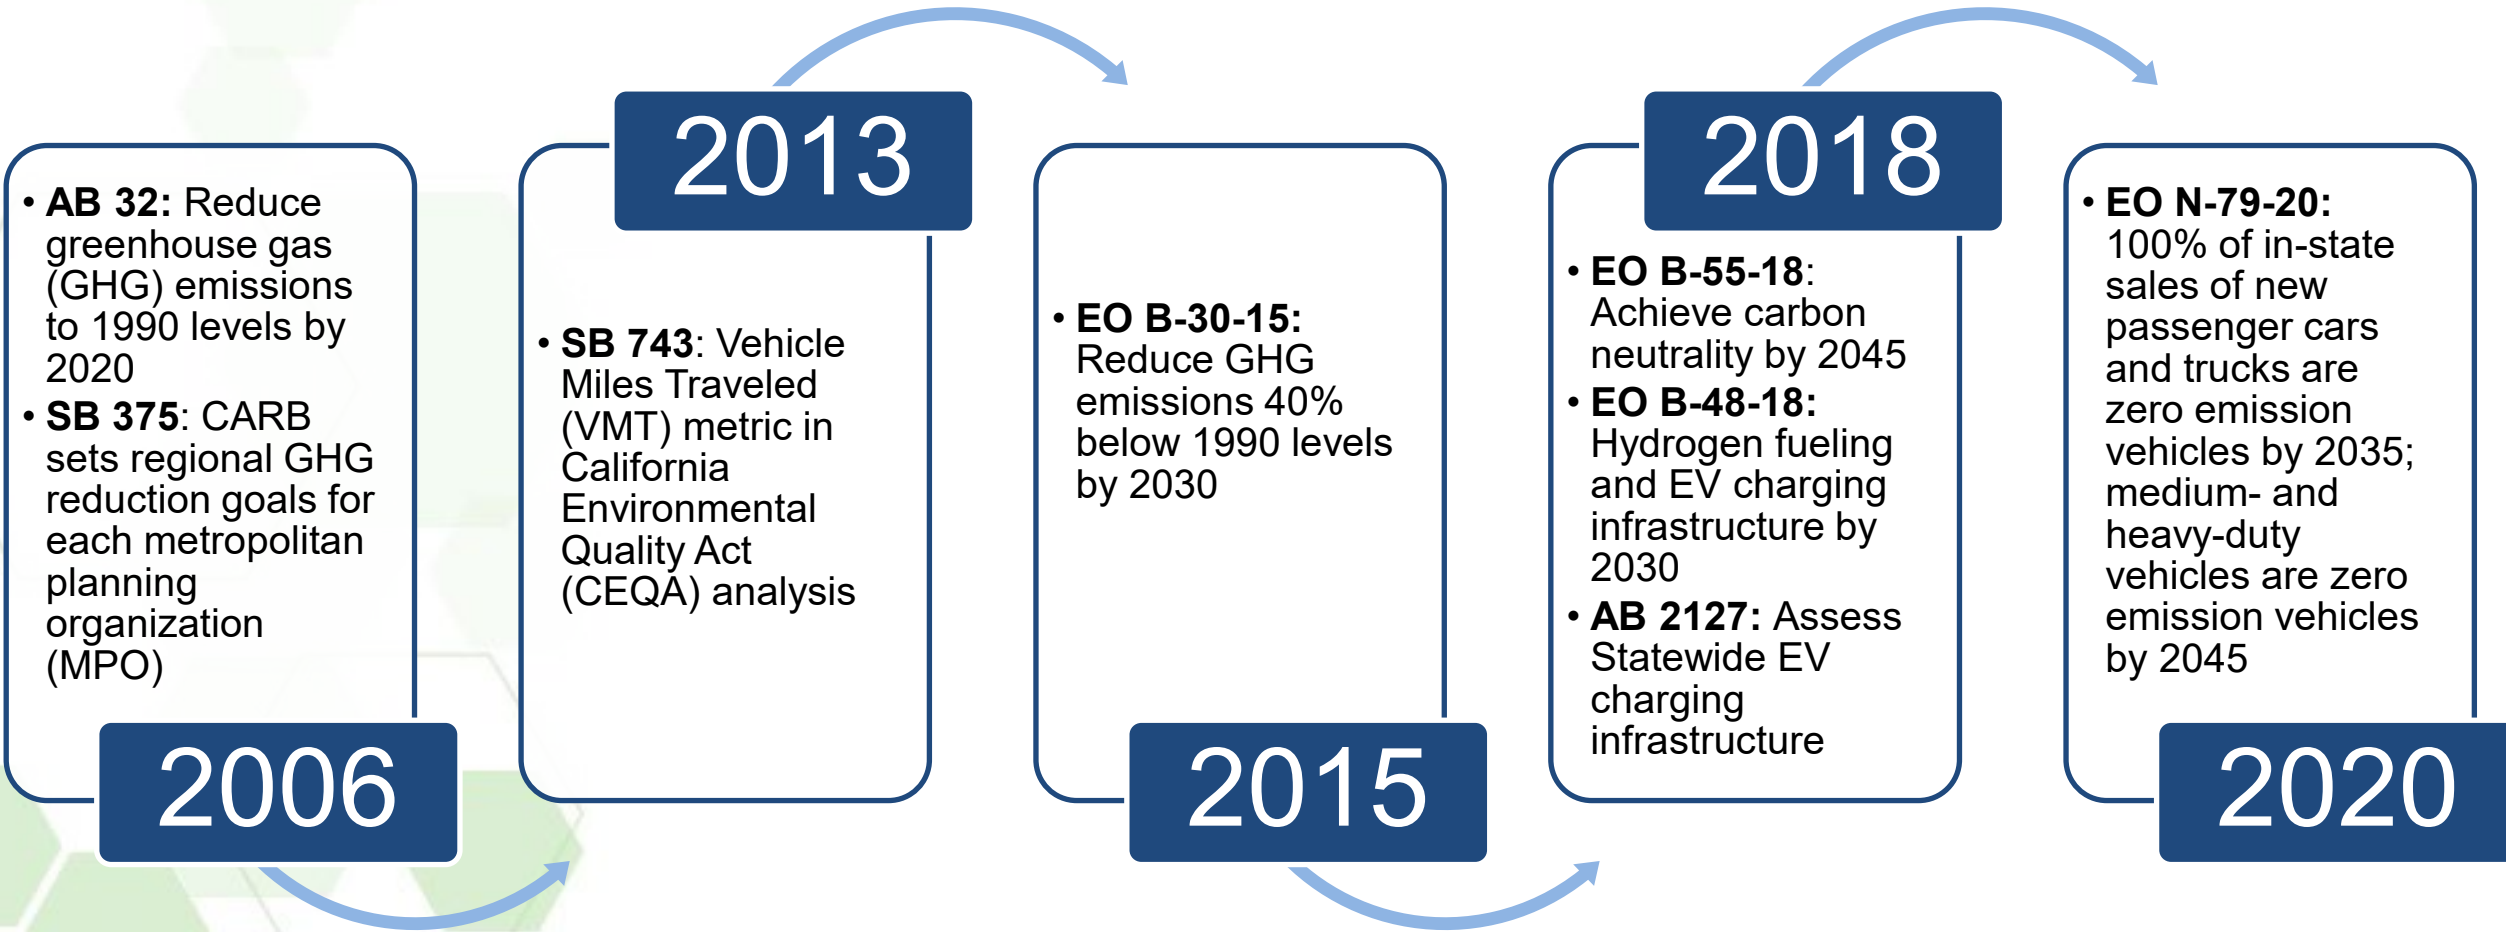 • AB 32: Reduce
greenhouse gas
(GHG) emissions
to 1990 levels by
2020
• SB 375: CARB
sets regional GHG
reduction goals for
each metropolitan
planning
organization
(MPO)
2006
2013
• SB 743: Vehicle
Miles Traveled
(VMT) metric in
California
Environmental
Quality Act
(CEQA) analysis
• EO B-30-15:
Reduce GHG
emissions 40%
below 1990 levels
by 2030
2015
2018
• EO B-55-18:
Achieve carbon
neutrality by 2045
• EO B-48-18:
Hydrogen fueling
and EV charging
infrastructure by
2030
• AB 2127: Assess
Statewide EV
charging
infrastructure
• EO N-79-20:
100% of in-state
sales of new
passenger cars
and trucks are
zero emission
vehicles by 2035;
medium- and
heavy-duty
vehicles are zero
emission vehicles
by 2045
2020